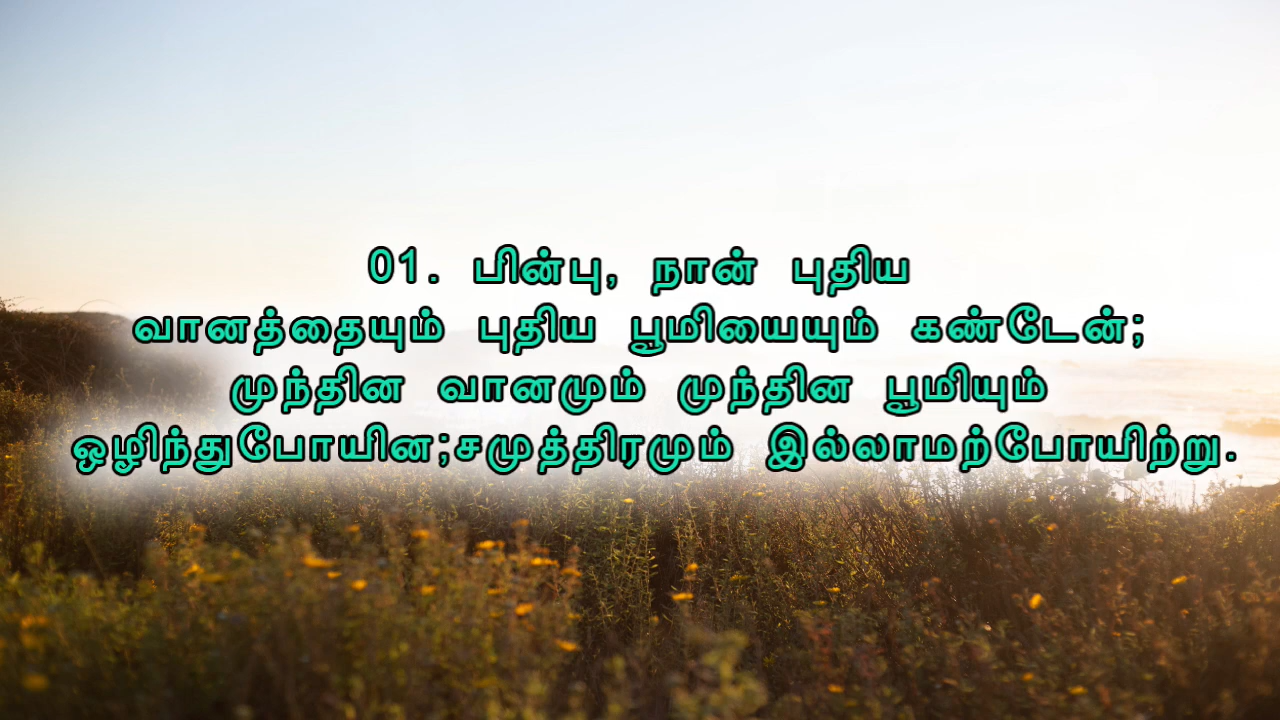 01. பின்பு, நான் புதிய
வானத்தையும் புதிய பூமியையும் கண்டேன்;
முந்தின வானமும் முந்தின பூமியும்
ஒழிந்துபோயின;சமுத்திரமும் இல்லாமற்போயிற்று.